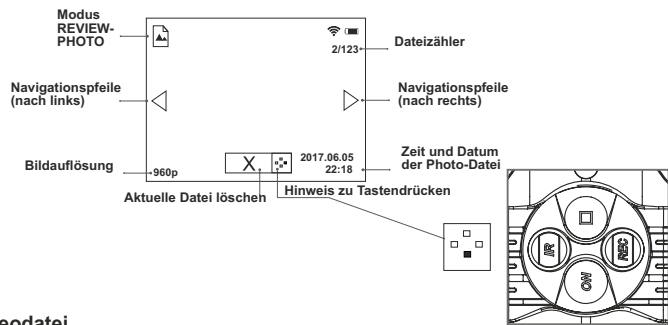 Modus
REVIEW-
PHOTO
2/123
Dateizähler
Navigationspfeile
(nach links)
Navigationspfeile
(nach rechts)
Bildauflösung
960p
X
2017.06.05
22:18
Zeit und Datum
der Photo-Datei
Aktuelle Datei löschen
Hinweis zu Tastendrücken
IR
REC
ON
eodatei